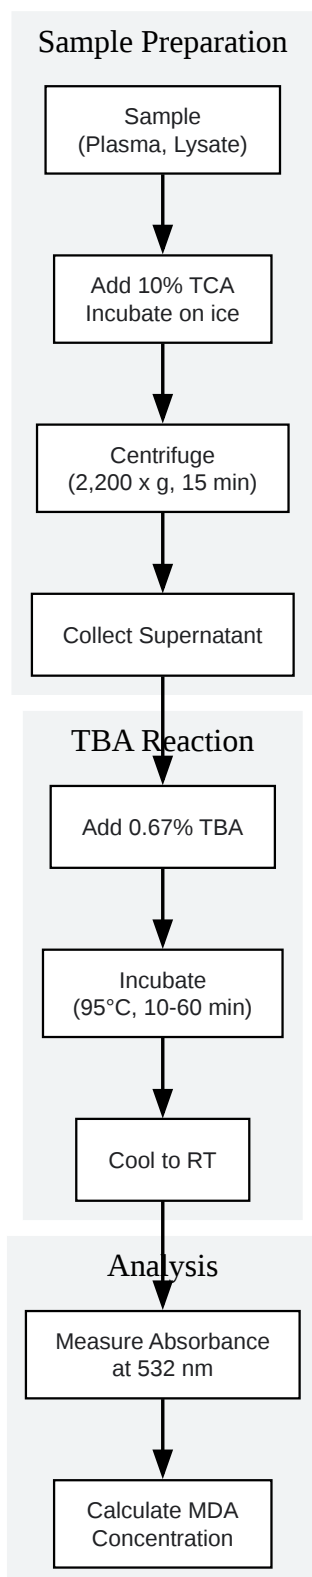 Sample Preparation
Sample
(Plasma, Lysate)
Add 10% TCA
Incubate on ice
Centrifuge
(2,200 x g, 15 min)
Collect Supernatant
TBA Reaction
Add 0.67% TBA
Incubate
(95°C, 10-60 min)
Cool to RT
Analysis
Measure Absorbance
at 532 nm
Calculate MDA
Concentration